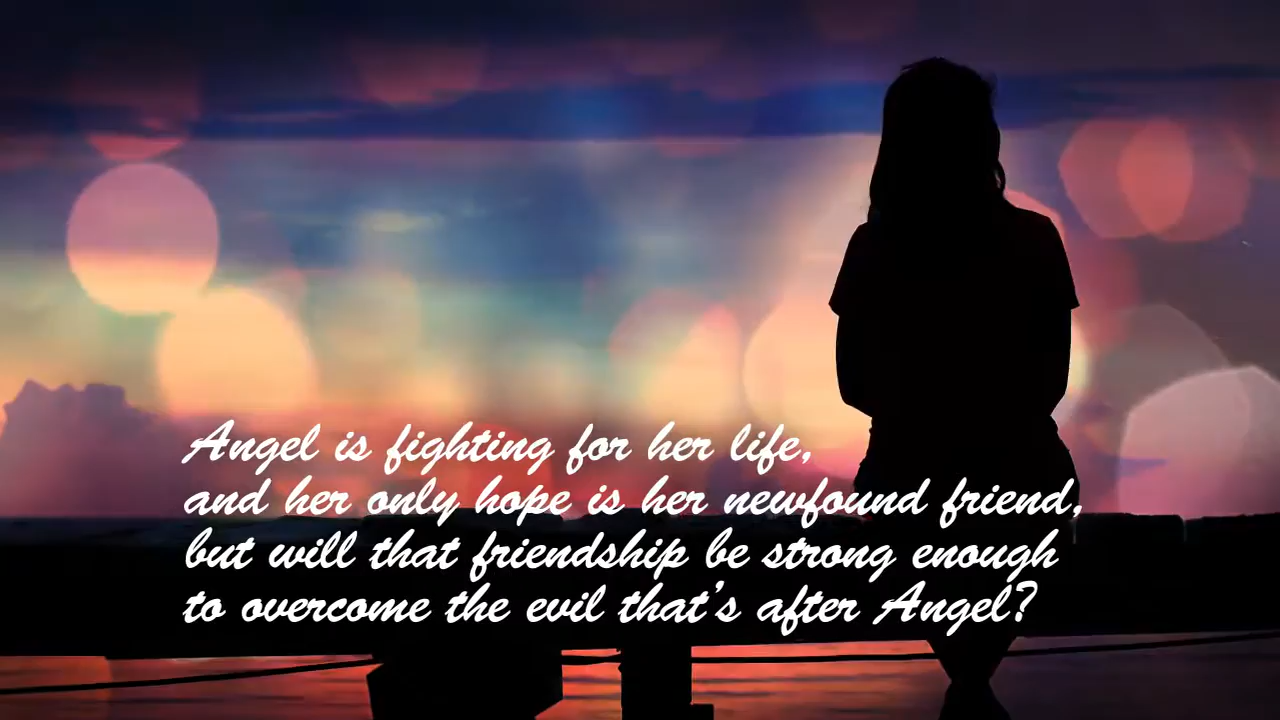 Angel is fighting for her life,
and her only hope is her newfound friend,
but will that friendship be strong enough
to overcome the evil that's after Angel?